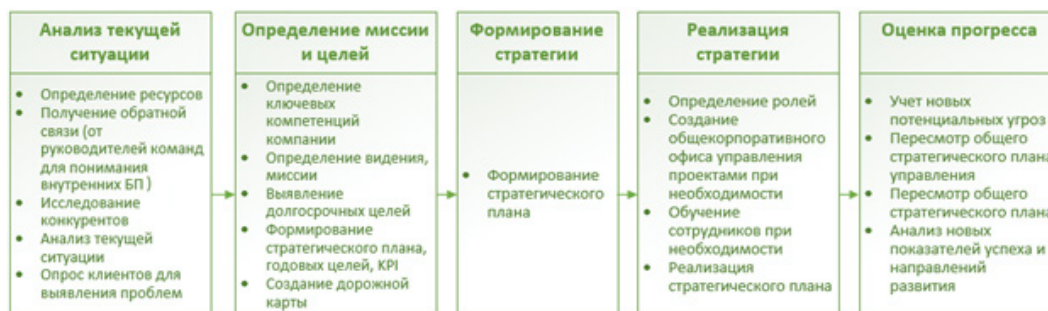 Анализ текущей
ситуации
• Определение ресурсов
• Получение обратной
связи (от
руководителей команд
для понимания
внутренних БП )
• Исследование
конкурентов
• Анализ текущей
ситуации
• Опрос клиентов для
выявления проблем
Определение миссии
и целей
• Определение
ключевых
компетенций
компании
• Определение видения,
миссии
• Выявление
долгосрочных целей
• Формирование
стратегического плана,
годовых целей, KPI
• Создание дорожной
карты
Формирование
стратегии
• Формирование
стратегического
плана
Реализация
стратегии
• Определение ролей
• Создание
общекорпоративного
офиса управления
проектами при
необходимости
• Обучение
сотрудников при
необходимости
• Реализация
стратегического плана
Оценка прогресса
• Учет новых
потенциальных угроз
• Пересмотр общего
стратегического плана
управления
• Пересмотр общего
стратегического плана
• Анализ новых
показателей успеха и
направлений
развития